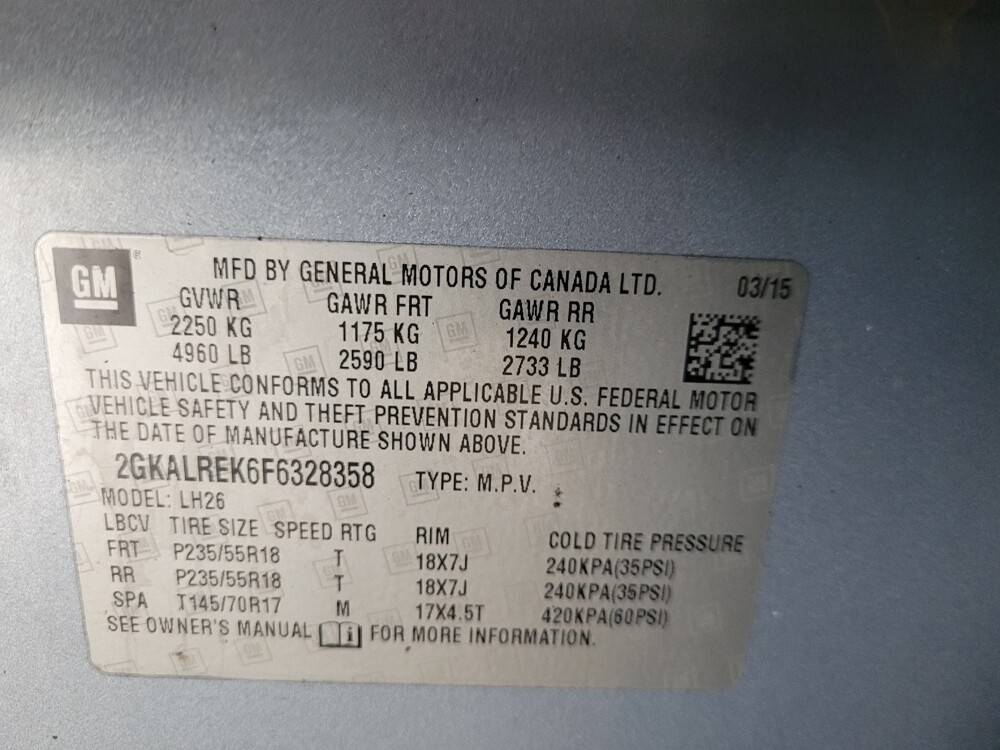 GM
MFD BY GENERAL MOTORS OF CANADA LTD. 03/15
GVWR GAWR FRT GAWR RR
2250 KG 1175 KG 1240 KG
4960 LB 2590 LB 2733 LB
THIS VEHICLE CONFORMS TO ALL APPLICABLE U.S. FEDERAL MOTOR
VEHICLE SAFETY AND THEFT PREVENTION STANDARDS IN EFFECT ON
THE DATE OF MANUFACTURE SHOWN ABOVE.
2GKALREK6F6328358 TYPE: M.P.V.
MODEL: LH26
LBCV TIRE SIZE SPEED RTG RIM COLD TIRE PRESSURE
FRT P235/55R18 T 18X7J 240KPA(35PSI)
RR P235/55R18 T 18X7J 240KPA(35PSI)
SPA T145/70R17 M 17X4.5T 420KPA(60PSI)
SEE OWNER'S MANUAL FOR MORE INFORMATION.